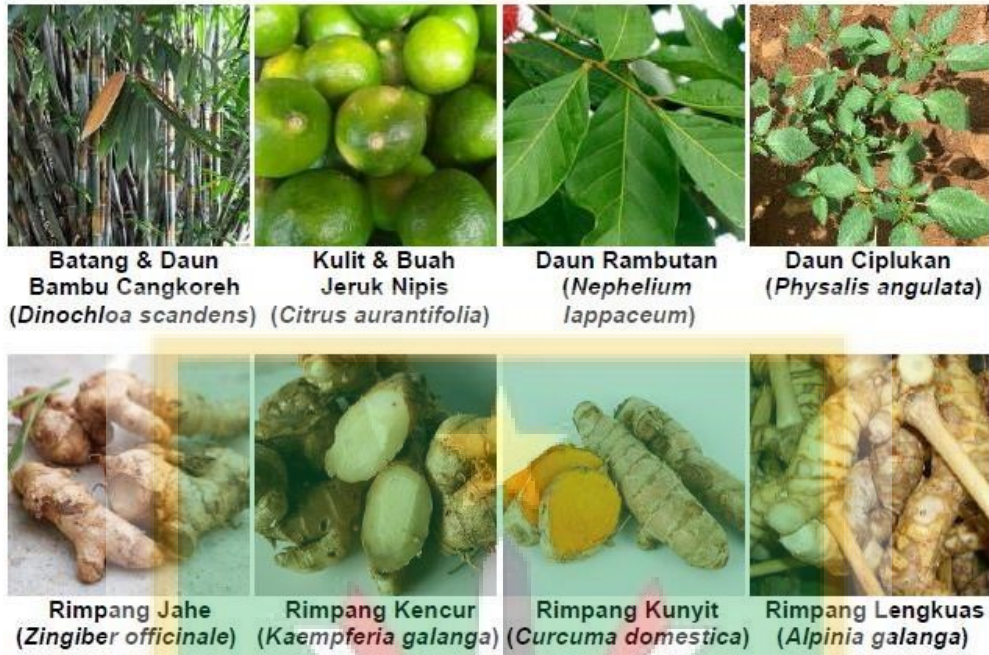 Batang & Daun
Bambu Cangkoreh
(Dinochloa scandens)
Kulit & Buah
Jeruk Nipis
(Citrus aurantifolia)
Daun Rambutan
(Nephelium
lappaceum)
Daun Ciplukan
(Physalis angulata)
Rimpang Jahe
(Zingiber officinale)
Rimpang Kencur
(Kaempferia galanga)
Rimpang Kunyit
(Curcuma domestica)
Rimpang Lengkuas
(Alpinia galanga)